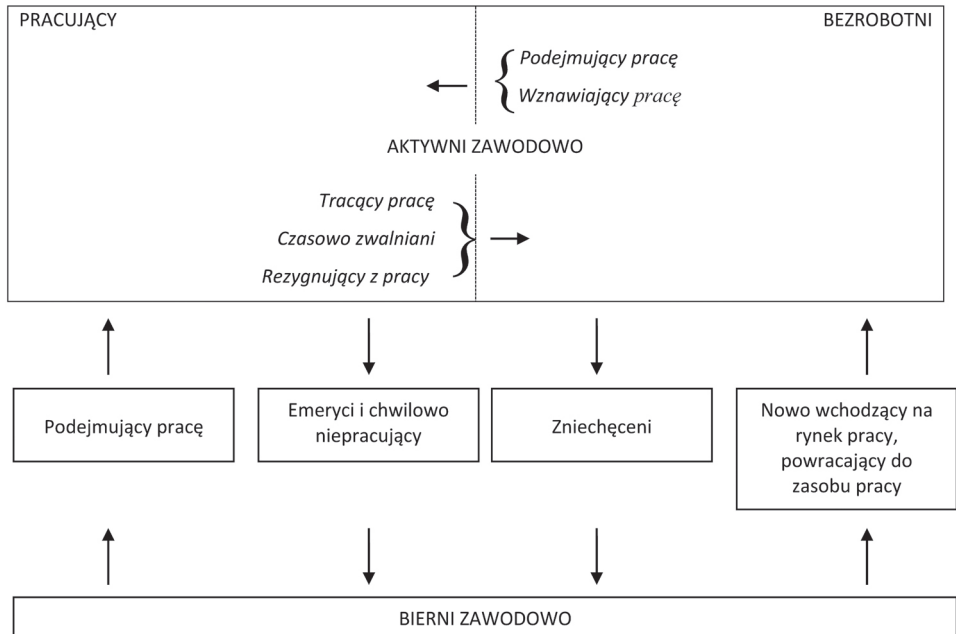 PRACUJĄCY
BEZROBOTNI
Podejmujący pracę
Wznawiający pracę
AKTYWNI ZAWODOWO
Tracący pracę
Czasowo zwalniani
Rezygnujący z pracy
Podejmujący pracę
Emeryci i chwilowo
niepracujący
Zniechęceni
Nowo wchodzący na
rynek pracy,
powracający do
zasobu pracy
BIERNI ZAWODOWO